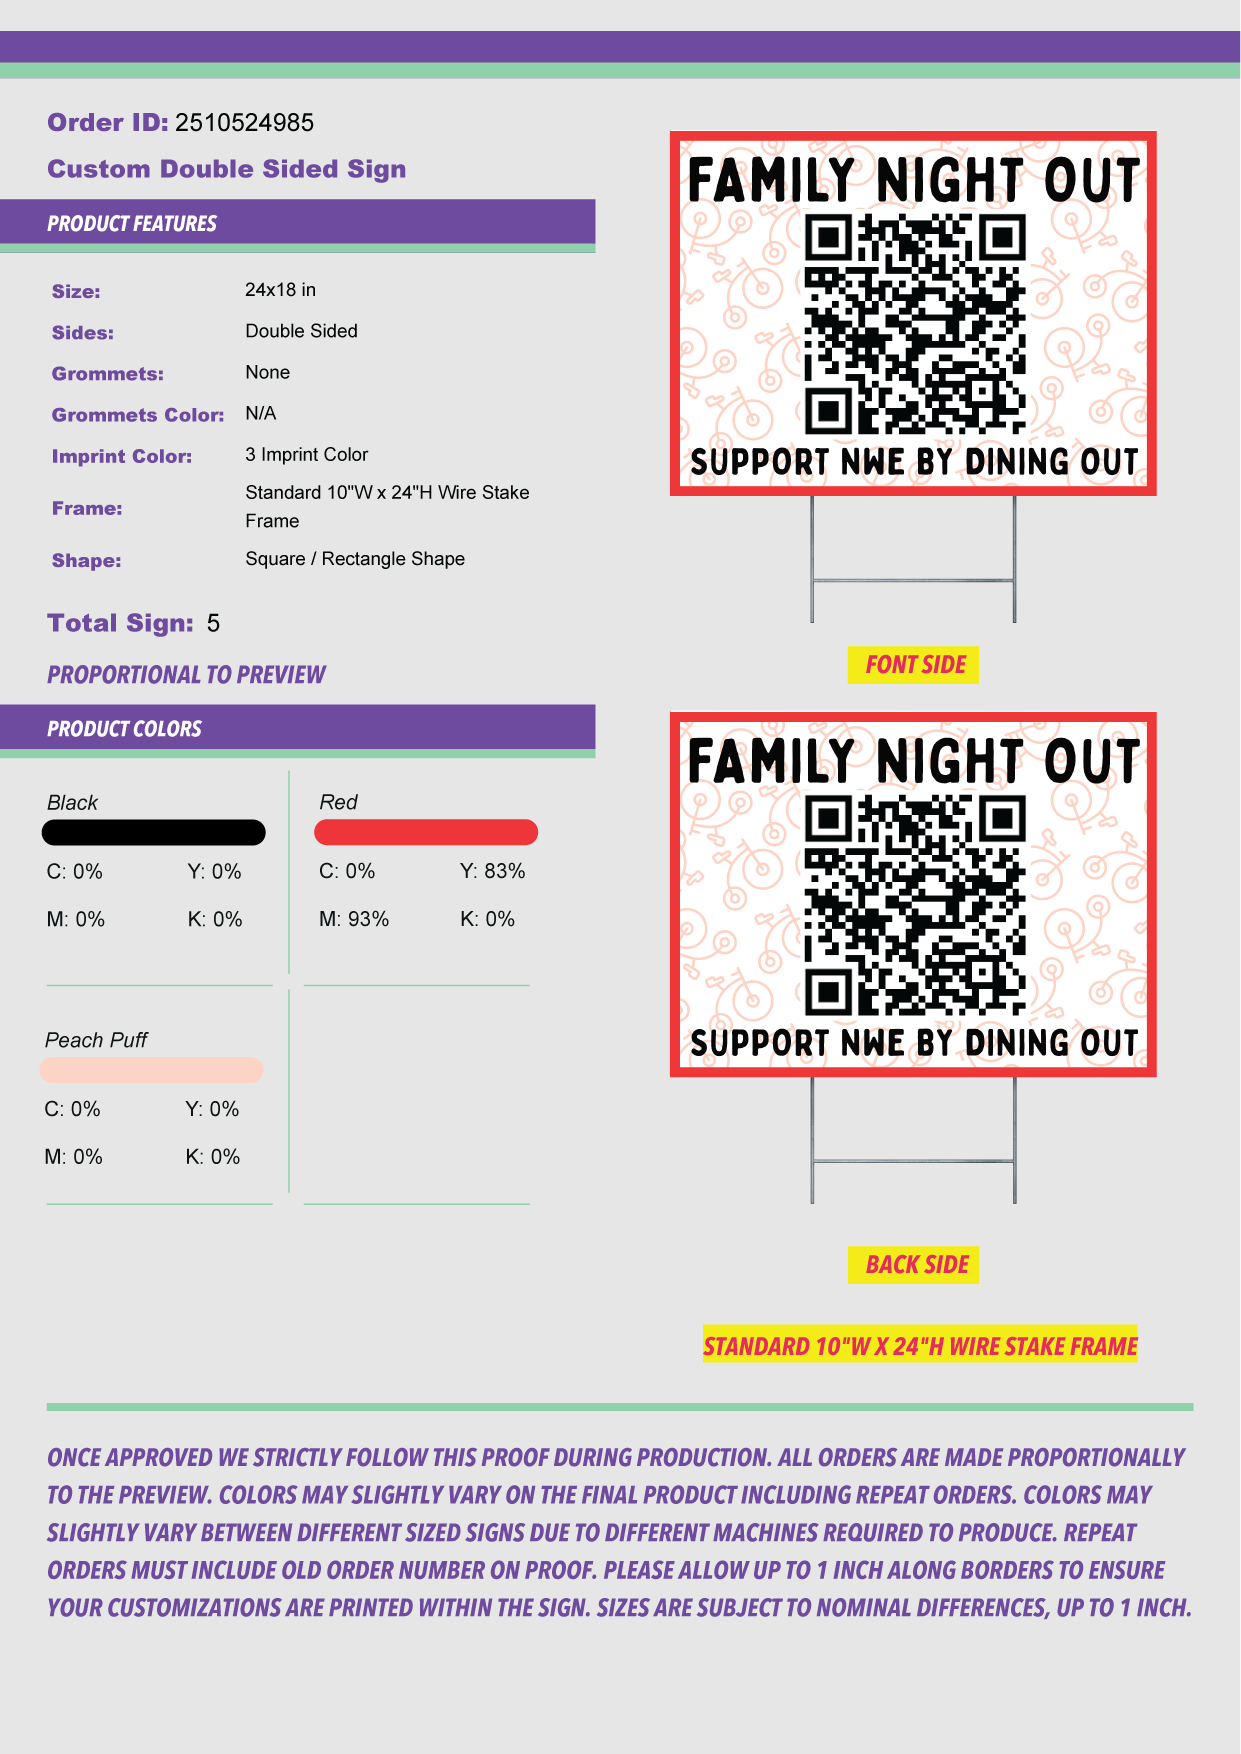 Order ID: 2510524985
Custom Double Sided Sign
PRODUCT FEATURES
Size: 24x18 in
Sides: Double Sided
Grommets: None
Grommets Color: N/A
Imprint Color: 3 Imprint Color
Frame: Standard 10"W x 24"H Wire Stake
Frame
Shape: Square / Rectangle Shape
Total Sign: 5
PROPORTIONAL TO PREVIEW
PRODUCT COLORS
Black
C: 0% Y: 0%
M: 0% K: 0%
Red
C: 0% Y: 83%
M: 93% K: 0%
Peach Puff
C: 0% Y: 0%
M: 0% K: 0%
FAMILY NIGHT OUT
SUPPORT NWE BY DINING OUT
FONT SIDE
FAMILY NIGHT OUT
SUPPORT NWE BY DINING OUT
BACK SIDE
STANDARD 10"W X 24"H WIRE STAKE FRAME
ONCE APPROVED WE STRICTLY FOLLOW THIS PROOF DURING PRODUCTION. ALL ORDERS ARE MADE PROPORTIONALLY
TO THE PREVIEW. COLORS MAY SLIGHTLY VARY ON THE FINAL PRODUCT INCLUDING REPEAT ORDERS. COLORS MAY
SLIGHTLY VARY BETWEEN DIFFERENT SIZED SIGNS DUE TO DIFFERENT MACHINES REQUIRED TO PRODUCE. REPEAT
ORDERS MUST INCLUDE OLD ORDER NUMBER ON PROOF. PLEASE ALLOW UP TO 1 INCH ALONG BORDERS TO ENSURE
YOUR CUSTOMIZATIONS ARE PRINTED WITHIN THE SIGN. SIZES ARE SUBJECT TO NOMINAL DIFFERENCES, UP TO 1 INCH.